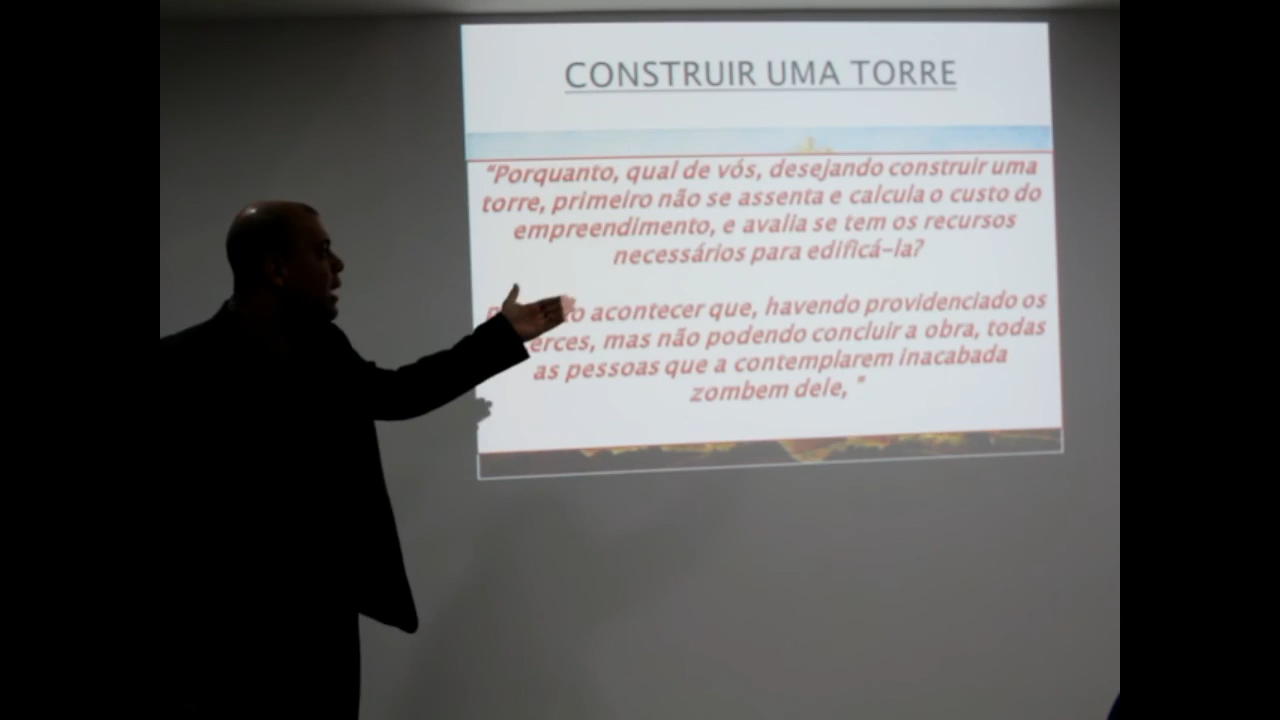 CONSTRUIR UMA TORRE
“Porquanto, qual de vós, desejando construir uma
torre, primeiro não se assenta e calcula o custo do
empreendimento, e avalia se tem os recursos
necessários para edificá-la?
acontecer que, havendo providenciado os
mas não podendo concluir a obra, todas
as pessoas que a contemplarem inacabada
zombem dele, ”